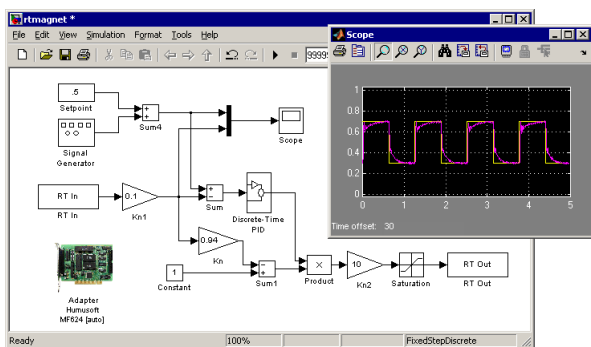 rtmagnet *
File Edit View Simulation Format Tools Help
99999
.5
Setpoint
Signal
Generator
Sum4
Scope
RT In
RT In
0.1
Kn1
Sum
Discrete-Time
PID
0.94
Kn
1
Constant
Sum1
×
Product
10
Kn2
Saturation
RT Out
RT Out
Adapter
Humusoft
MF624 [auto]
Ready 100% FixedStepDiscrete
Scope
1
0.8
0.6
0.4
0.2
0
0 1 2 3 4 5
Time offset: 30